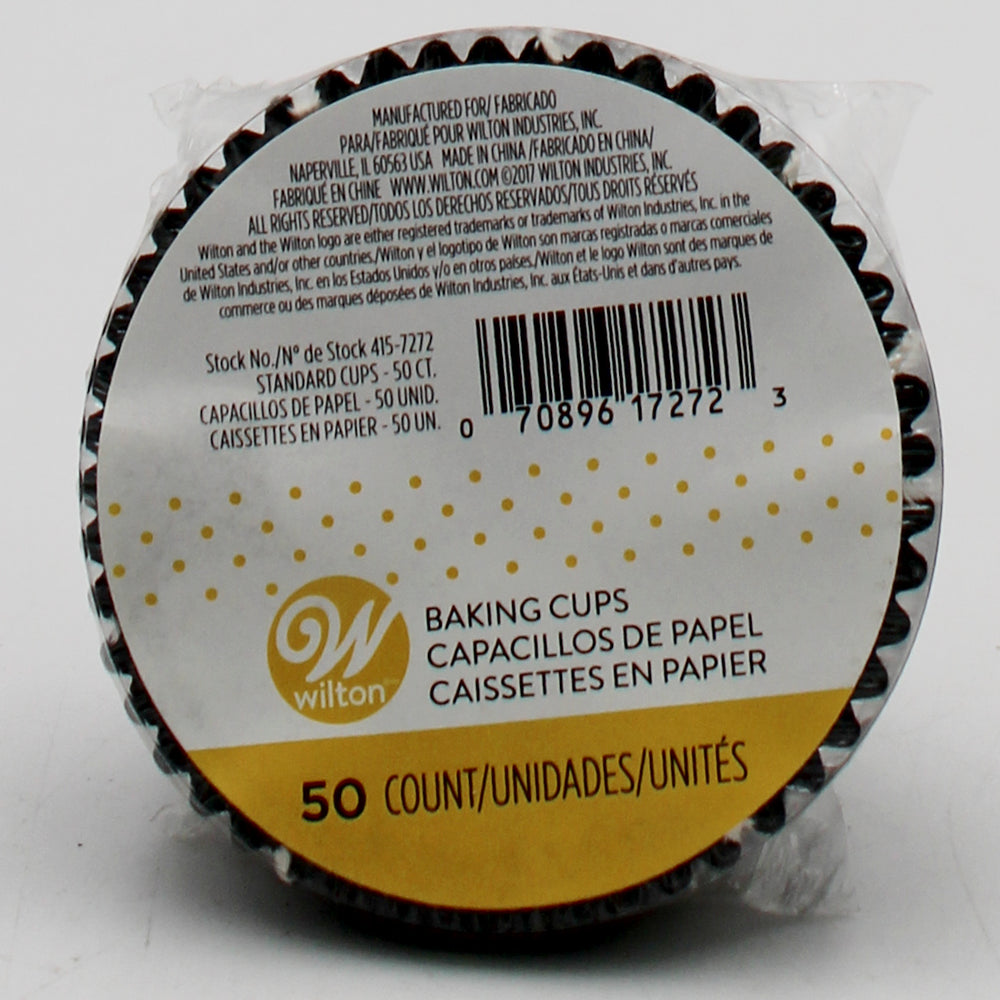 MANUFACTURED FOR/ FABRICADO
PARA/FABRIQUÉ POUR WILTON INDUSTRIES, INC.
NAPERVILLE, IL 60563 USA MADE IN CHINA /FABRICADO EN CHINA/
FABRIQUÉ EN CHINE WWW.WILTON.COM ©2017 WILTON INDUSTRIES, INC.
ALL RIGHTS RESERVED/TODOS LOS DERECHOS RESERVADOS/TOUS DROITS RÉSERVÉS
Wilton and the Wilton logo are either registered trademarks or trademarks of Wilton Industries, Inc. in the
United States and/or other countries./Wilton y el logotipo de Wilton son marcas registradas o marcas comerciales
de Wilton Industries, Inc. en los Estados Unidos y/o en otros países./Wilton et le logo Wilton sont des marques de
commerce ou des marques déposées de Wilton Industries, Inc. aux États-Unis et dans d'autres pays.
Stock No./N° de Stock 415-7272
STANDARD CUPS - 50 CT.
CAPACILLOS DE PAPEL - 50 UNID.
CAISSETTES EN PAPIER - 50 UN.
0 70896 17272 3
W
wilton
BAKING CUPS
CAPACILLOS DE PAPEL
CAISSETTES EN PAPIER
50 COUNT/UNIDADES/UNITÉS